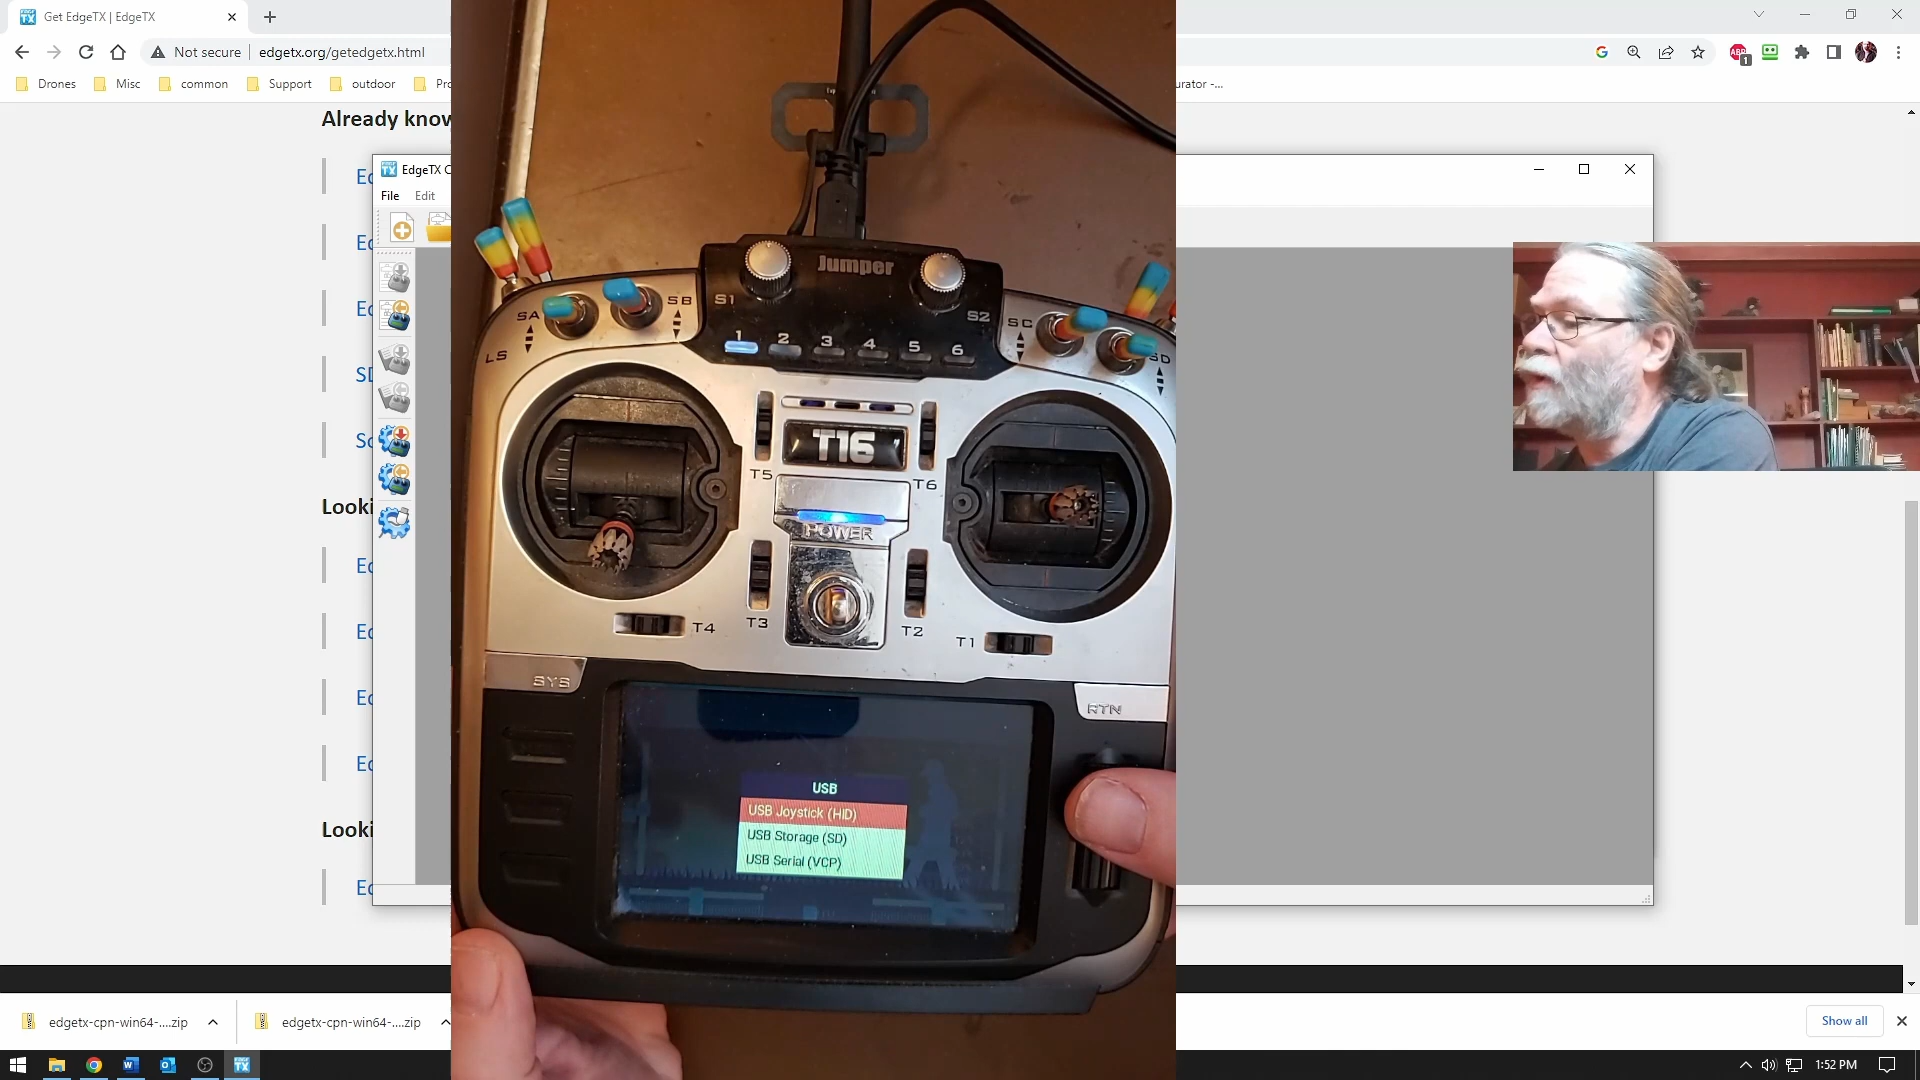 Get EdgeTX | EdgeTX
Not secure
edgetx.org/getedgetx.html
Drones
Misc
common
Support
outdoor
urator -...
Already know
EdgeTX C
File
Edit
Looki
Looki
Jumper
S1
S2
SA
SB
SC
SD
LS
1 2 3 4 5 6
T16
T5
T6
POWER
T4
T3
T2
T1
SYS
RTN
USB
USB Joystick (HID)
USB Storage (SD)
USB Serial (VCP)
edgetx-cpn-win64-....zip
edgetx-cpn-win64-....zip
Show all
1:52 PM